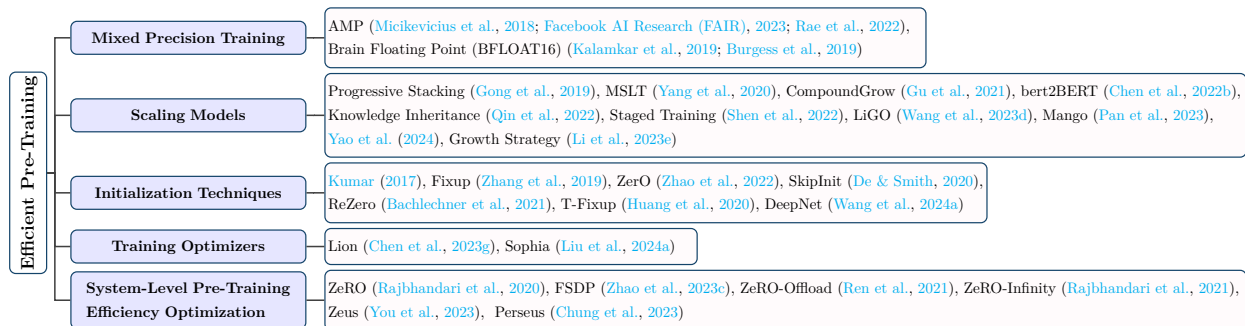 Efficient Pre-Training
Mixed Precision Training
AMP (Micikevicius et al., 2018; Facebook AI Research (FAIR), 2023; Rae et al., 2022),
Brain Floating Point (BFLOAT16) (Kalamkar et al., 2019; Burgess et al., 2019)
Scaling Models
Progressive Stacking (Gong et al., 2019), MSLT (Yang et al., 2020), CompoundGrow (Gu et al., 2021), bert2BERT (Chen et al., 2022b),
Knowledge Inheritance (Qin et al., 2022), Staged Training (Shen et al., 2022), LiGO (Wang et al., 2023d), Mango (Pan et al., 2023),
Yao et al. (2024), Growth Strategy (Li et al., 2023e)
Initialization Techniques
Kumar (2017), Fixup (Zhang et al., 2019), ZerO (Zhao et al., 2022), SkipInit (De & Smith, 2020),
ReZero (Bachlechner et al., 2021), T-Fixup (Huang et al., 2020), DeepNet (Wang et al., 2024a)
Training Optimizers
Lion (Chen et al., 2023g), Sophia (Liu et al., 2024a)
System-Level Pre-Training
Efficiency Optimization
ZeRO (Rajbhandari et al., 2020), FSDP (Zhao et al., 2023c), ZeRO-Offload (Ren et al., 2021), ZeRO-Infinity (Rajbhandari et al., 2021),
Zeus (You et al., 2023), Perseus (Chung et al., 2023)